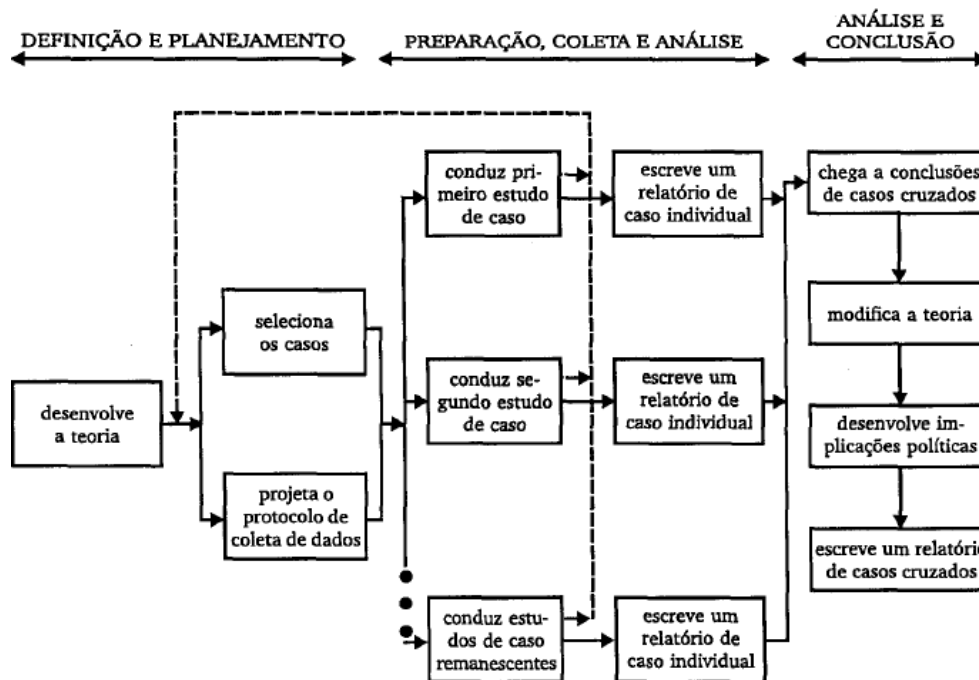 DEFINIÇÃO E PLANEJAMENTO
PREPARAÇÃO, COLETA E ANÁLISE
ANÁLISE E
CONCLUSÃO
desenvolve
a teoria
seleciona
os casos
projeta o
protocolo de
coleta de dados
conduz pri-
meiro estudo
de caso
escreve um
relatório de
caso individual
conduz se-
gundo estudo
de caso
escreve um
relatório de
caso individual
conduz estu-
dos de caso
remanescentes
escreve um
relatório de
caso individual
chega a conclusões
de casos cruzados
modifica a teoria
desenvolve im-
plicações políticas
escreve um relatório
de casos cruzados